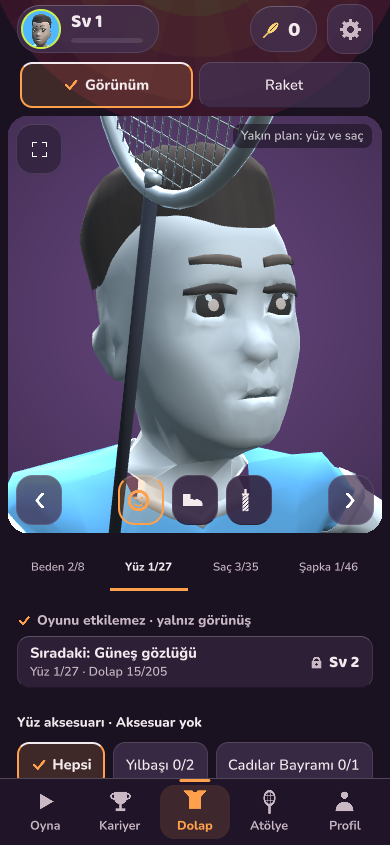 Sv 1
0
Görünüm
Raket
Yakın plan: yüz ve saç
Beden 2/8
Yüz 1/27
Saç 3/35
Şapka 1/46
Oyunu etkilemez · yalnız görünüş
Sıradaki: Güneş gözlüğü
Yüz 1/27 · Dolap 15/205
Sv 2
Yüz aksesuarı · Aksesuar yok
Hepsi
Yılbaşı 0/2
Cadılar Bayramı 0/1
Oyna
Kariyer
Dolap
Atölye
Profil